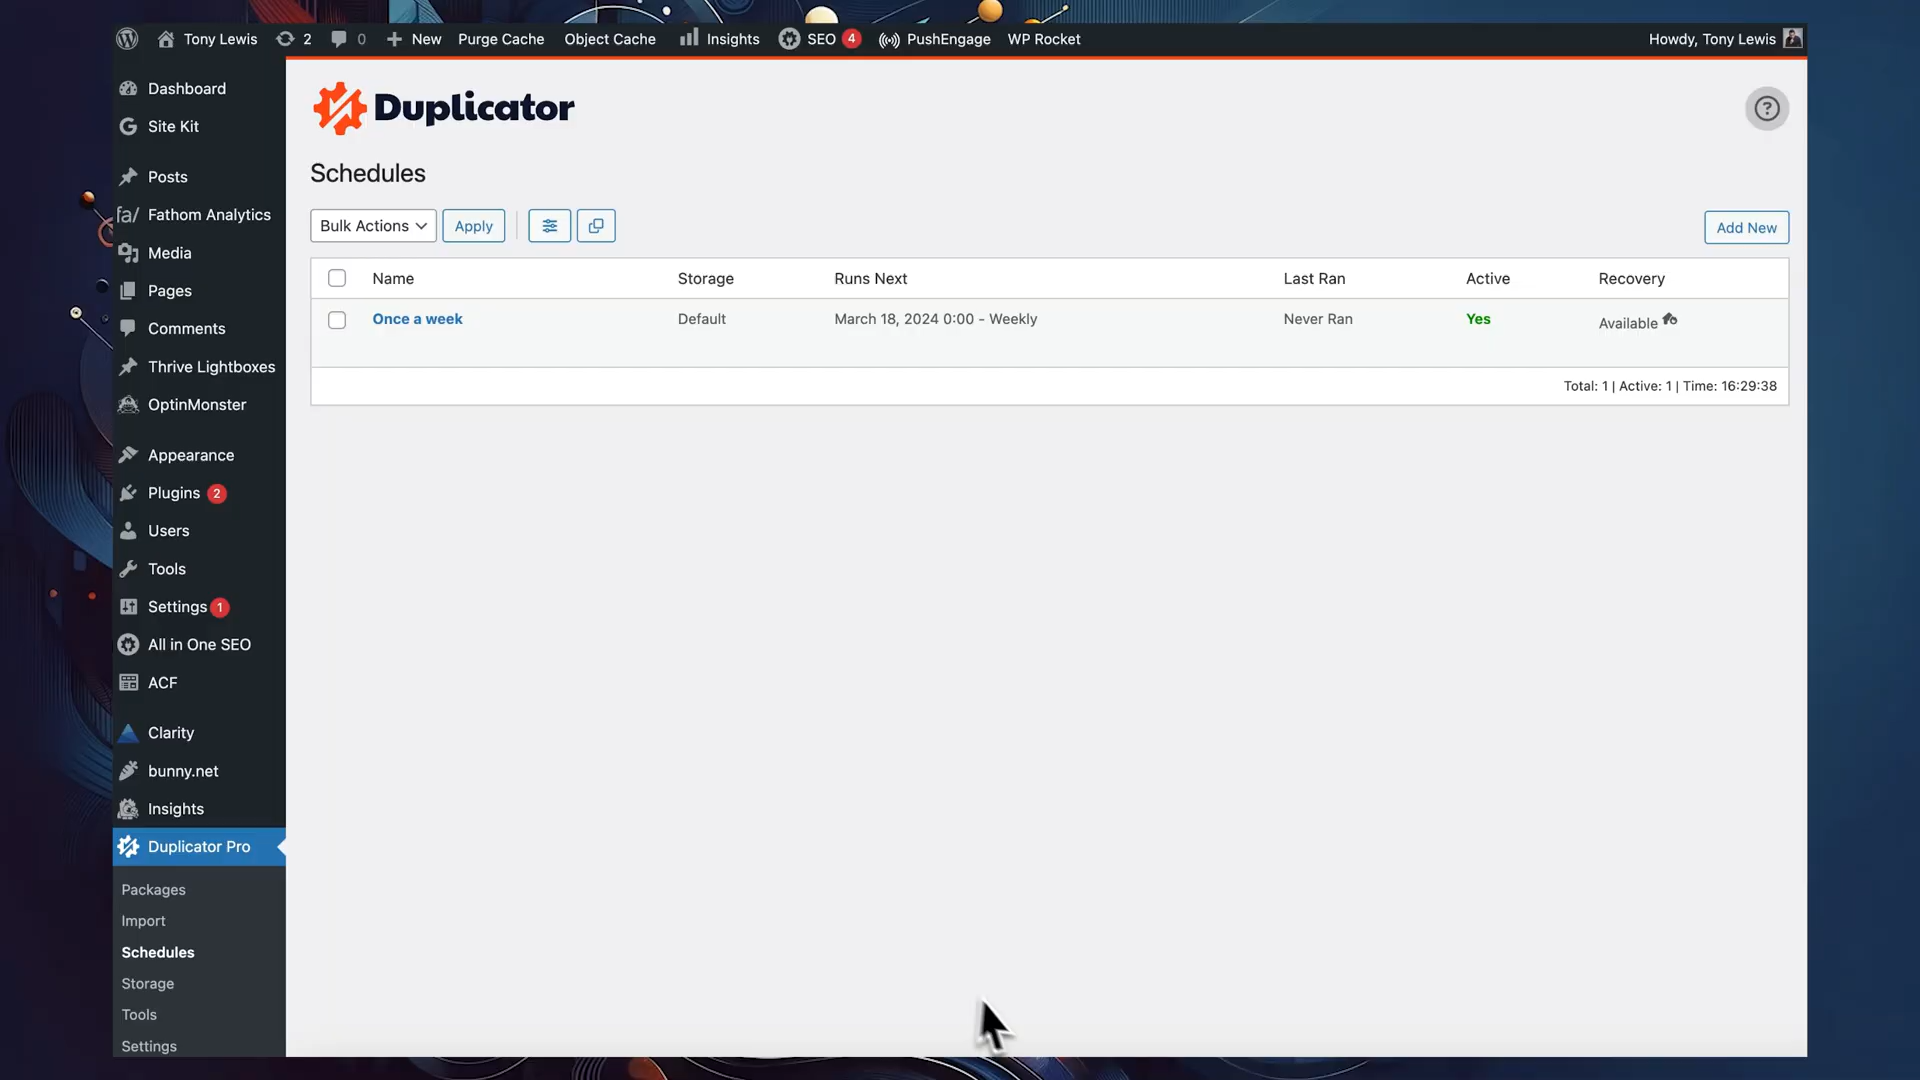 Tony Lewis 2 0 New Purge Cache Object Cache Insights SEO 4 PushEngage WP Rocket Howdy, Tony Lewis
Dashboard
Site Kit
Posts
fa/ Fathom Analytics
Media
Pages
Comments
Thrive Lightboxes
OptinMonster
Appearance
Plugins 2
Users
Tools
Settings 1
All in One SEO
ACF
Clarity
bunny.net
Insights
Duplicator Pro
Packages
Import
Schedules
Storage
Tools
Settings
Duplicator
?
Schedules
Bulk Actions Apply
Add New
Name Storage Runs Next Last Ran Active Recovery
Once a week Default March 18, 2024 0:00 - Weekly Never Ran Yes Available
Total: 1 | Active: 1 | Time: 16:29:38